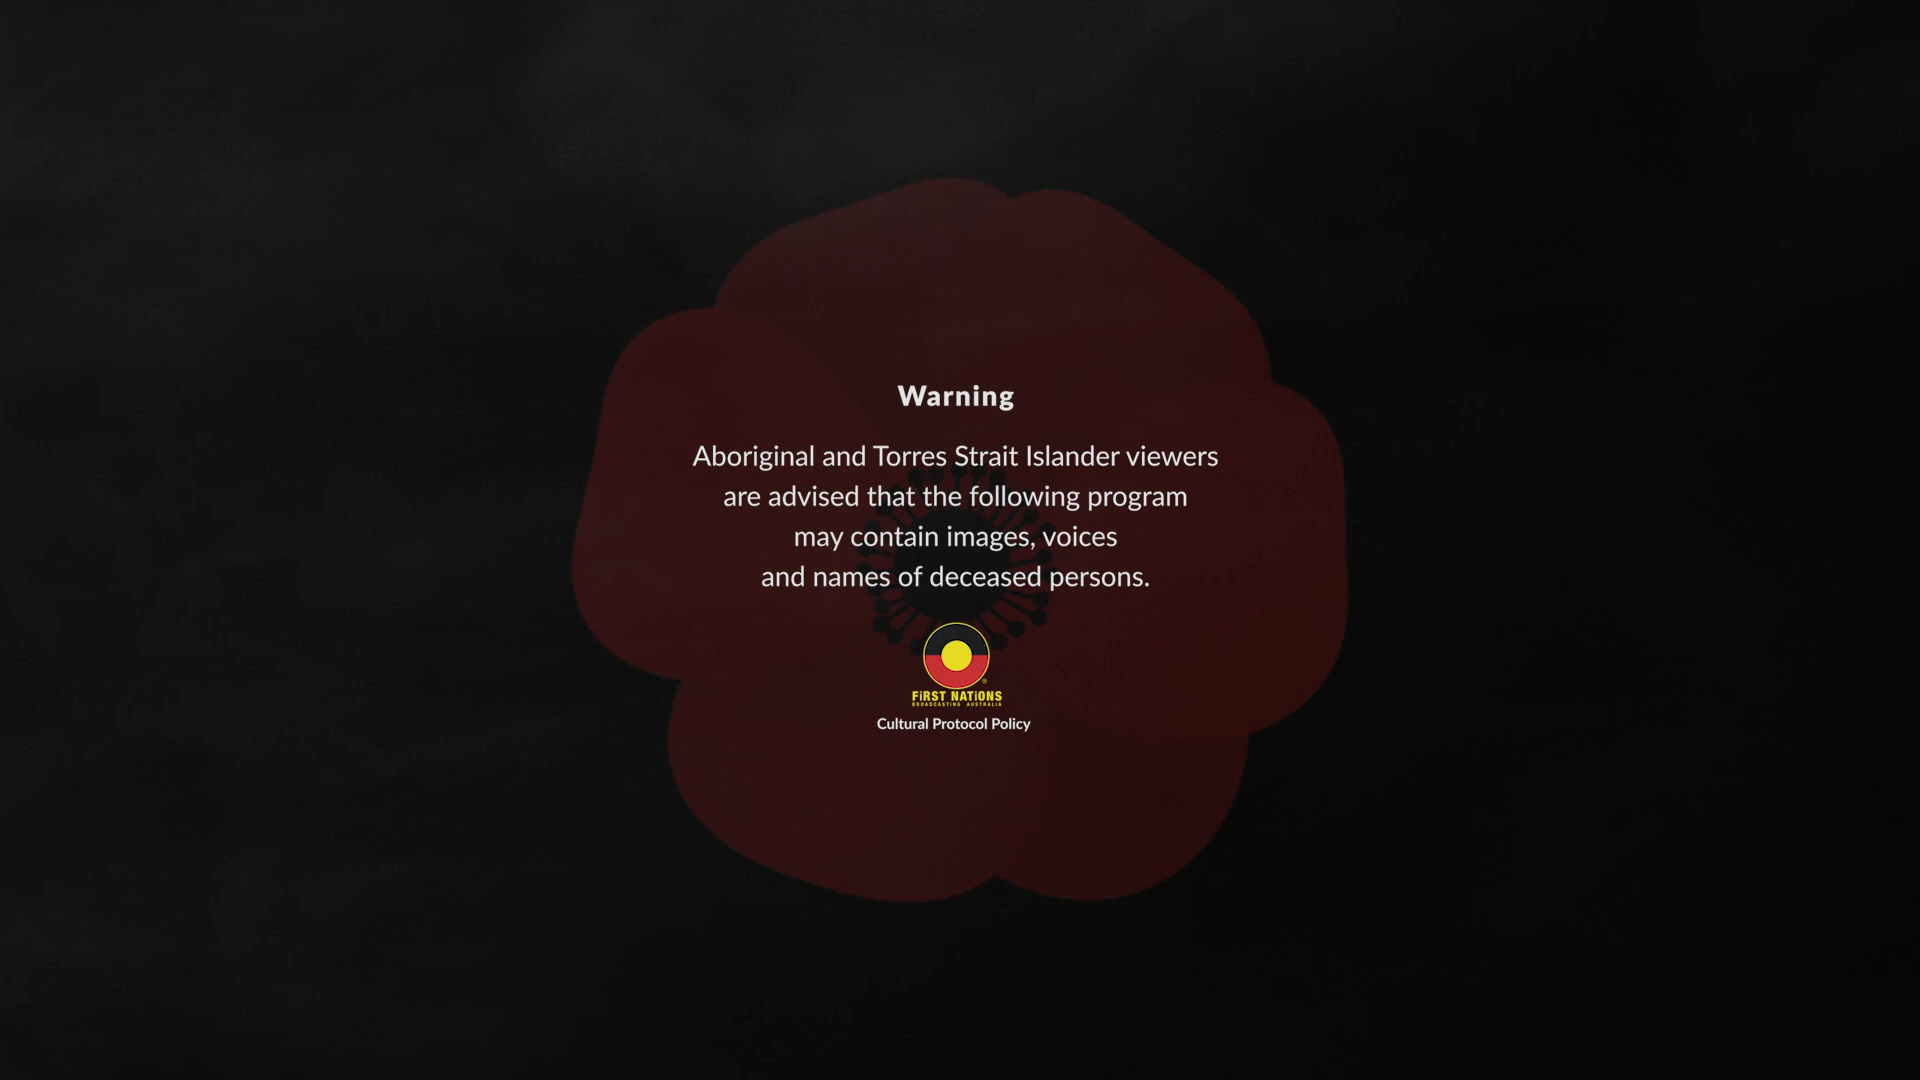 Warning
Aboriginal and Torres Strait Islander viewers
are advised that the following program
may contain images, voices
and names of deceased persons.
FiRST NATiONS
BROADCASTING AUSTRALIA
Cultural Protocol Policy